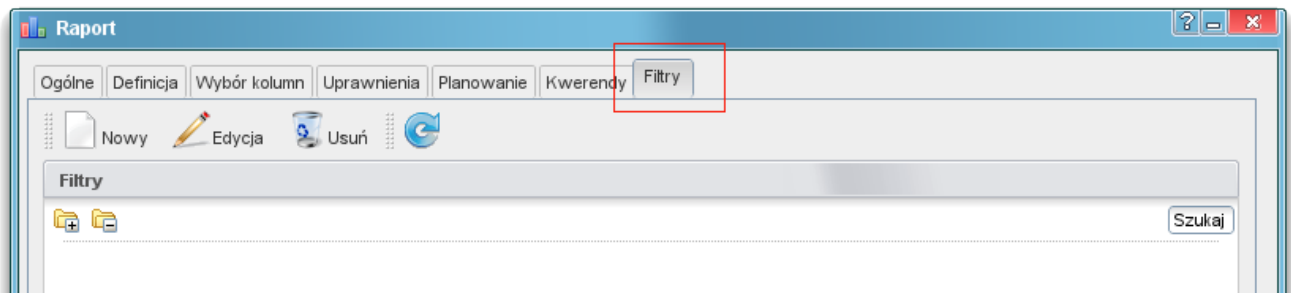 Raport
Ogólne Definicja Wybór kolumn Uprawnienia Planowanie Kwerendy Filtry
Nowy Edycja Usuń
Filtry
Szukaj